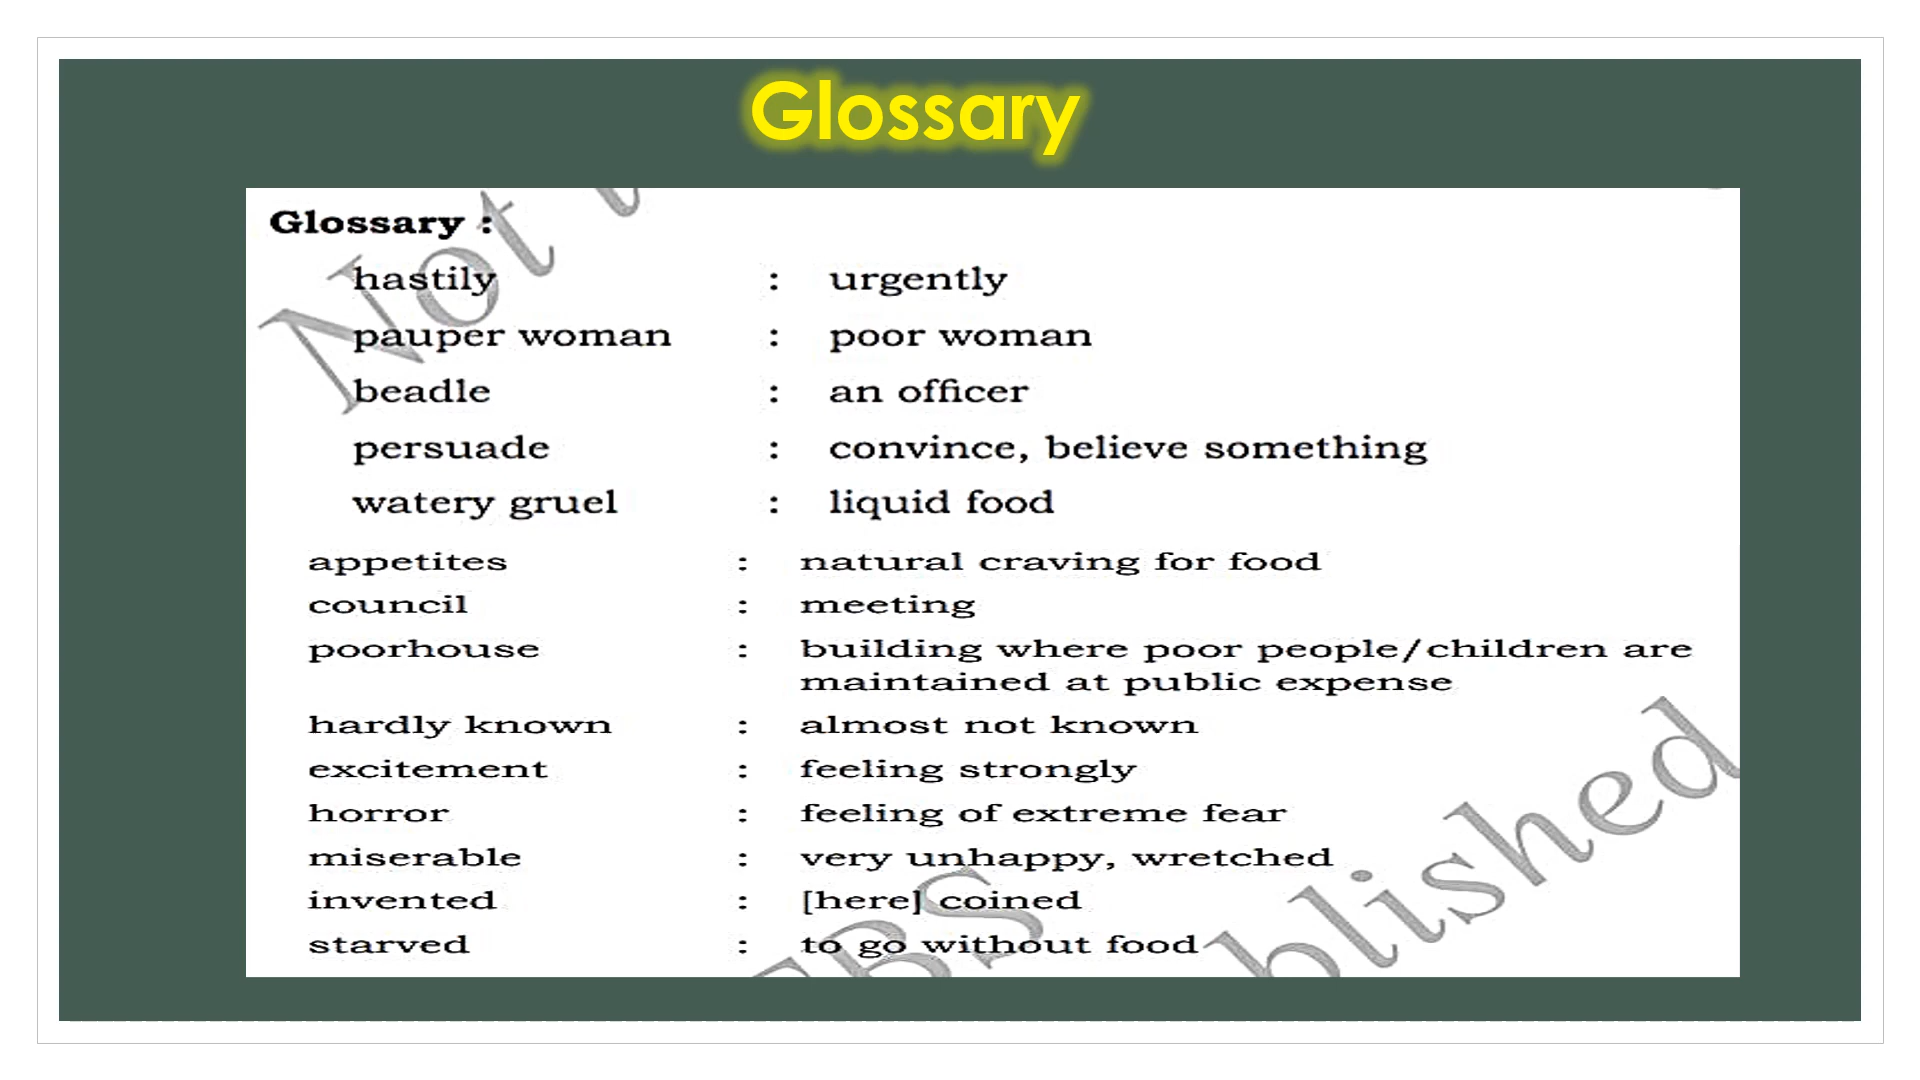 Glossary
Glossary :
hastily : urgently
pauper woman : poor woman
beadle : an officer
persuade : convince, believe something
watery gruel : liquid food
appetites : natural craving for food
council : meeting
poorhouse : building where poor people/children are
maintained at public expense
hardly known : almost not known
excitement : feeling strongly
horror : feeling of extreme fear
miserable : very unhappy, wretched
invented : [here] coined
starved : to go without food
Not